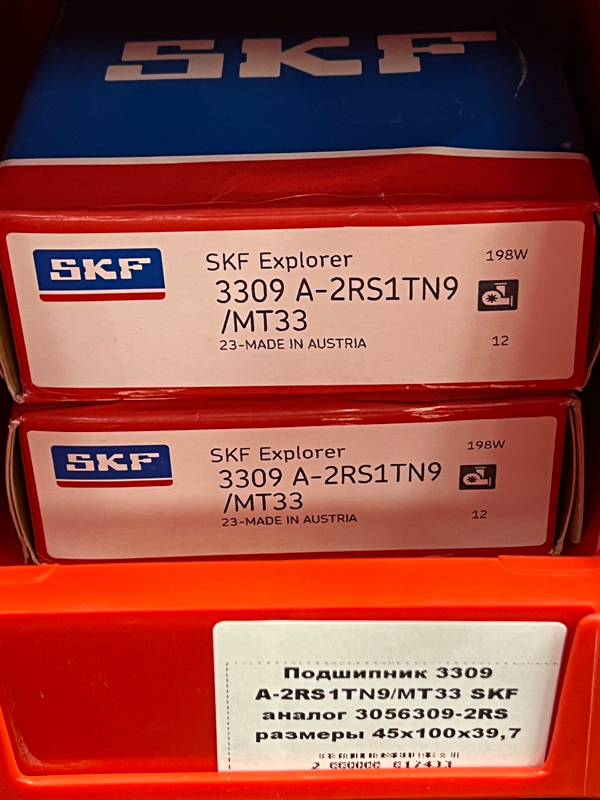 SKF
SKF
SKF Explorer
198W
3309 A-2RS1TN9
/MT33
23-MADE IN AUSTRIA
12
SKF
SKF Explorer
198W
3309 A-2RS1TN9
/MT33
23-MADE IN AUSTRIA
12
Подшипник 3309
A-2RS1TN9/MT33 SKF
аналог 3056309-2RS
размеры 45x100x39,7